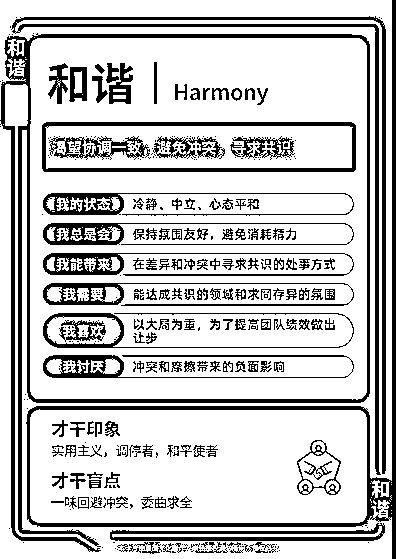 和谐
和谐 | Harmony
渴望协调一致，避免冲突，寻求共识
我的状态 冷静、中立、心态平和
我总是会 保持氛围友好，避免消耗精力
我能带来 在差异和冲突中寻求共识的处事方式
我需要 能达成共识的领域和求同存异的氛围
我喜欢 以大局为重，为了提高团队绩效做出
让步
我讨厌 冲突和摩擦带来的负面影响
才干印象
实用主义，调停者，和平使者
才干盲点
一味回避冲突，委曲求全
和谐